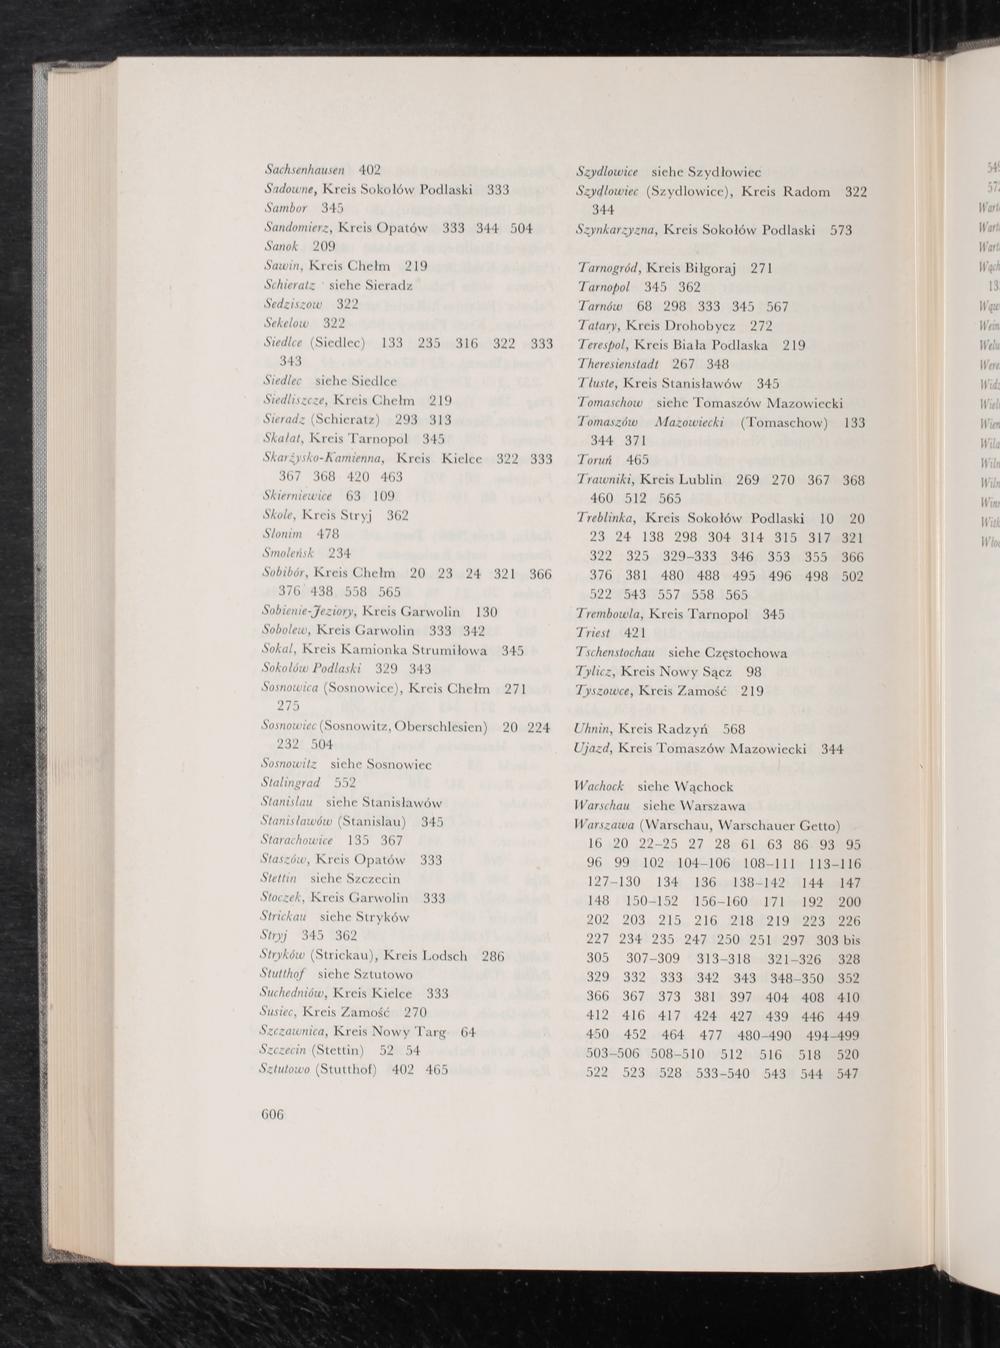 Sachsenhausen 402
Sadowne, Kreis Sokołów Podlaski 333
Sambor 345
Sandomierz, Kreis Opatów 333 344 504
Sanok 209
Sawin, Kreis Chełm 219
Schieratz siehe Sieradz
Sedziszow 322
Sekelow 322
Siedlce (Siedlec) 133 235 316 322 333
343
Siedlec siehe Siedlce
Siedliszcze, Kreis Chełm 219
Sieradz (Schieratz) 293 313
Skałat, Kreis Tarnopol 345
Skarżysko-Kamienna, Kreis Kielce 322 333
367 368 420 463
Skierniewice 63 109
Skole, Kreis Stryj 362
Slonim 478
Smoleńsk 234
Sobibór, Kreis Chełm 20 23 24 321 366
376 438 558 565
Sobienie-Jeziory, Kreis Garwolin 130
Sobolew, Kreis Garwolin 333 342
Sokal, Kreis Kamionka Strumiłowa 345
Sokołów Podlaski 329 343
Sosnowica (Sosnowice), Kreis Chełm 271
275
Sosnowiec (Sosnowitz, Oberschlesien) 20 224
232 504
Sosnowitz siehe Sosnowiec
Stalingrad 552
Stanislau siehe Stanisławów
Stanisławów (Stanislau) 345
Starachowice 135 367
Staszów, Kreis Opatów 333
Stettin siehe Szczecin
Stoczek, Kreis Garwolin 333
Strickau siehe Stryków
Stryj 345 362
Stryków (Strickau), Kreis Lodsch 286
Stutthof siehe Sztutowo
Suchedniów, Kreis Kielce 333
Susiec, Kreis Zamość 270
Szczawnica, Kreis Nowy Targ 64
Szczecin (Stettin) 52 54
Sztutowo (Stutthof) 402 465
606
Szydlowice siehe Szydłowiec
Szydlowiec (Szydlowice), Kreis Radom 322
344
Szynkarzyzna, Kreis Sokołów Podlaski 573
Tarnogród, Kreis Biłgoraj 271
Tarnopol 345 362
Tarnów 68 298 333 345 567
Tatary, Kreis Drohobycz 272
Terespol, Kreis Biała Podlaska 219
Theresienstadt 267 348
Tłuste, Kreis Stanisławów 345
Tomaschow siehe Tomaszów Mazowiecki
Tomaszów Mazowiecki (Tomaschow) 133
344 371
Toruń 465
Trawniki, Kreis Lublin 269 270 367 368
460 512 565
Treblinka, Kreis Sokołów Podlaski 10 20
23 24 138 298 304 314 315 317 321
322 325 329–333 346 353 355 366
376 381 480 488 495 496 498 502
522 543 557 558 565
Trembowla, Kreis Tarnopol 345
Triest 421
Tschenstochau siehe Częstochowa
Tylicz, Kreis Nowy Sącz 98
Tyszowce, Kreis Zamość 219
Uhnin, Kreis Radzyń 568
Ujazd, Kreis Tomaszów Mazowiecki 344
Wachock siehe Wąchock
Warschau siehe Warszawa
Warszawa (Warschau, Warschauer Getto)
16 20 22–25 27 28 61 63 86 93 95
96 99 102 104–106 108–111 113–116
127–130 134 136 138–142 144 147
148 150–152 156–160 171 192 200
202 203 215 216 218 219 223 226
227 234 235 247 250 251 297 303 bis
305 307–309 313–318 321–326 328
329 332 333 342 343 348–350 352
366 367 373 381 397 404 408 410
412 416 417 424 427 439 446 449
450 452 464 477 480–490 494–499
503–506 508–510 512 516 518 520
522 523 528 533–540 543 544 547